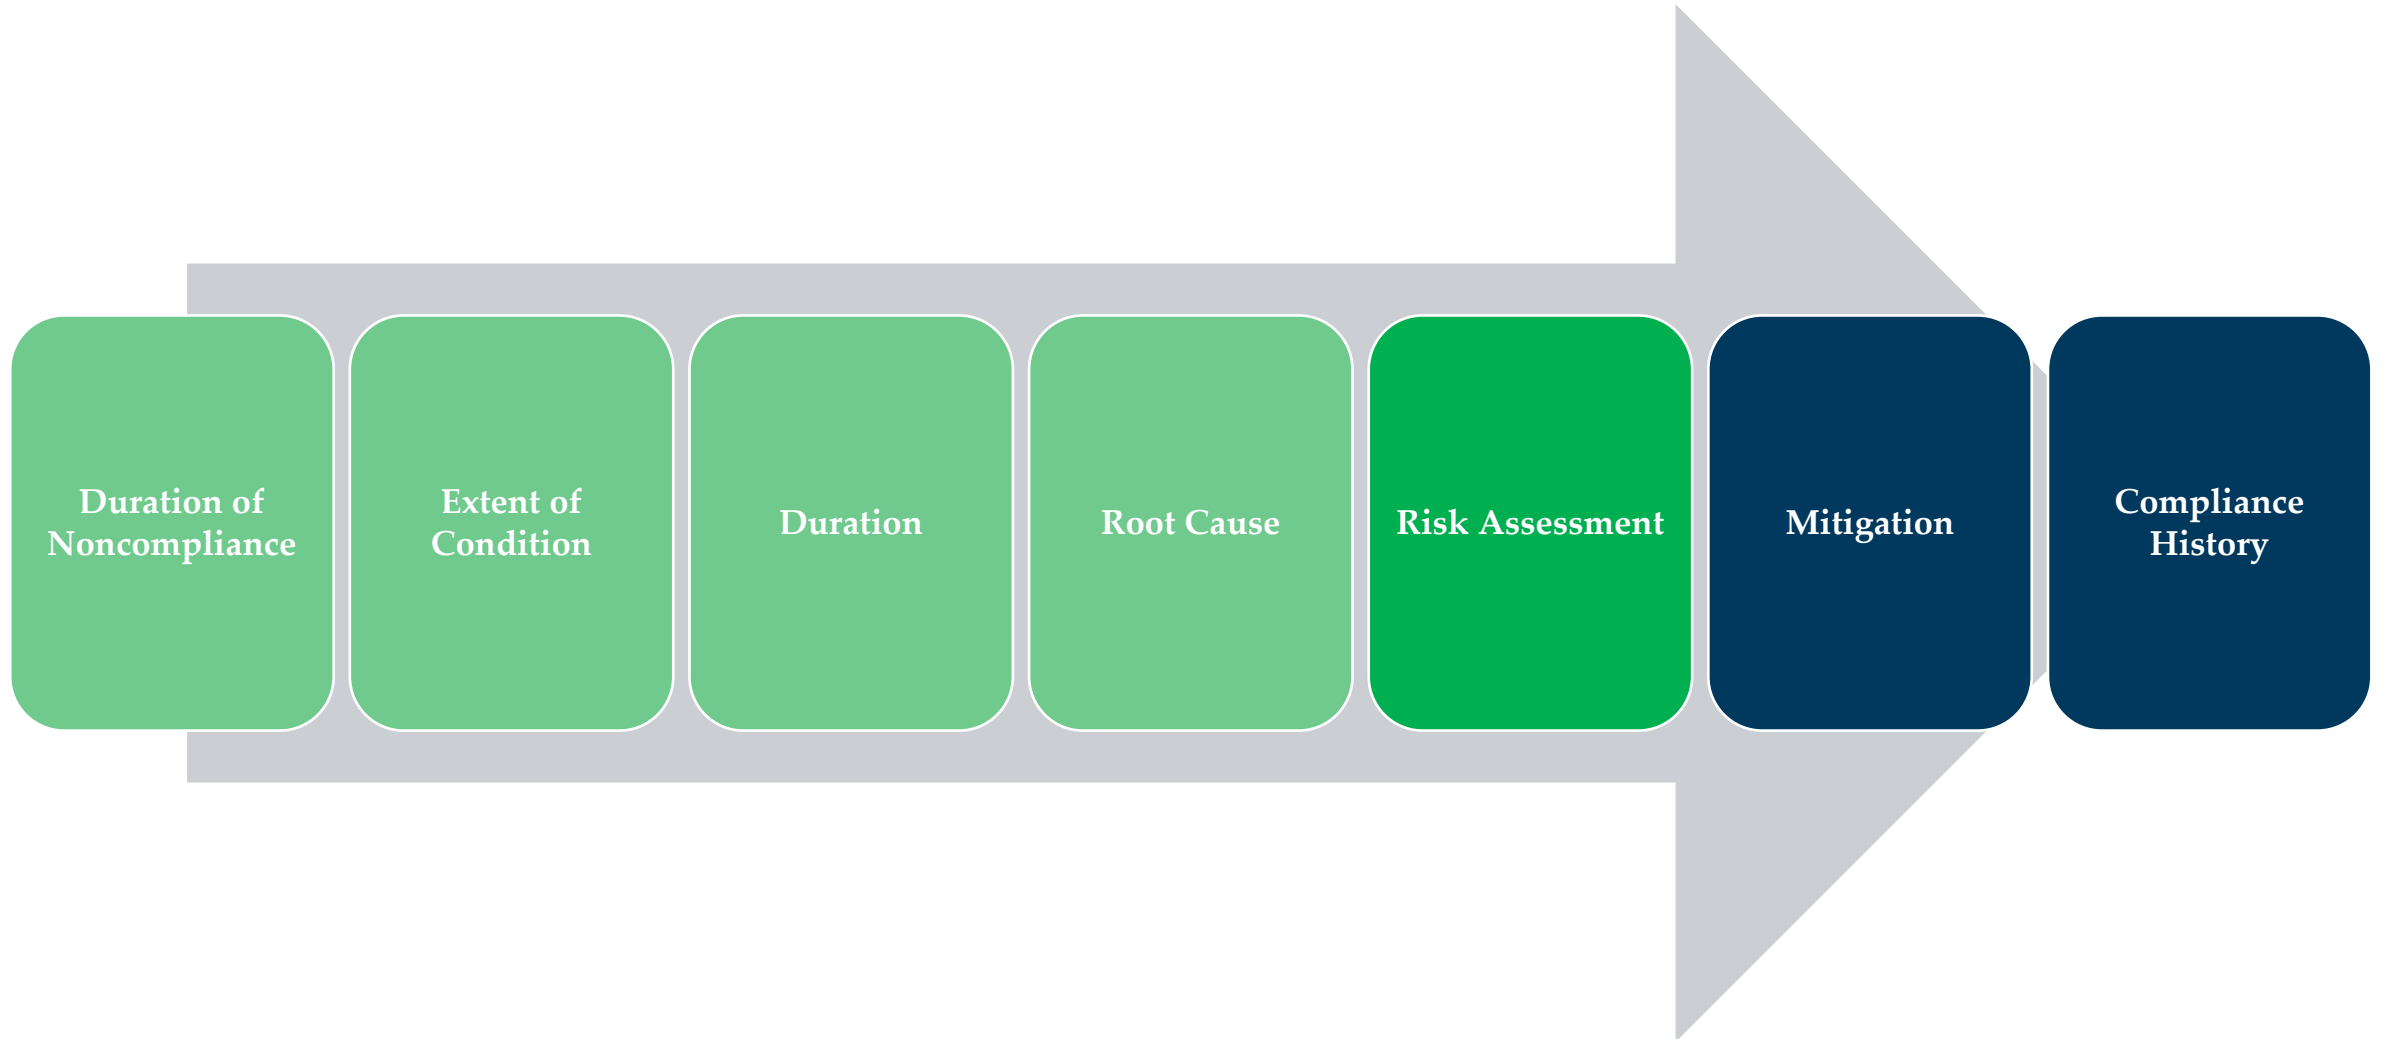 Duration of
Noncompliance
Extent of
Condition
Duration
Root Cause
Risk Assessment
Mitigation
Compliance
History